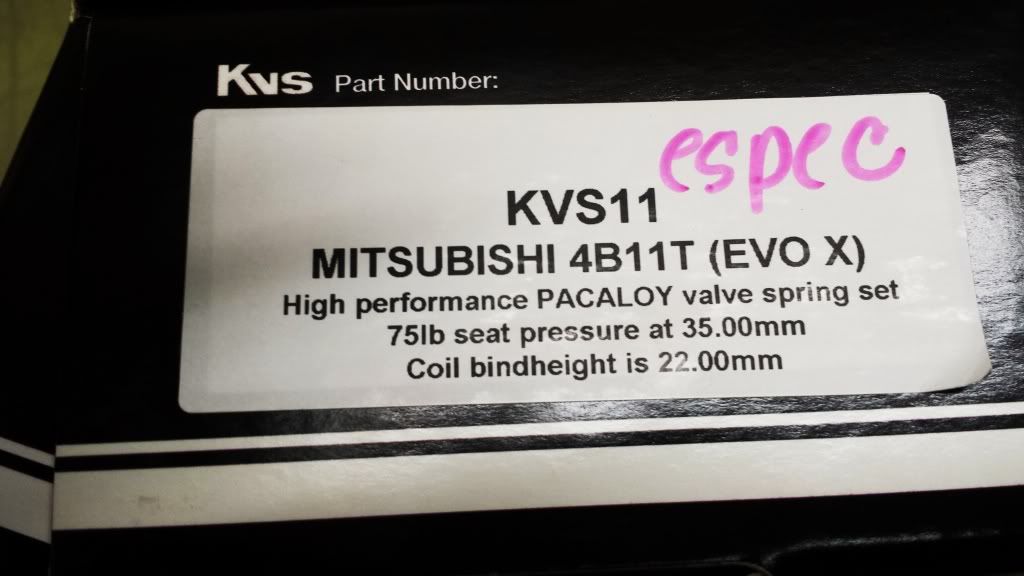 KVS Part Number:
espec
KVS11
MITSUBISHI 4B11T (EVO X)
High performance PACALOY valve spring set
75lb seat pressure at 35.00mm
Coil bindheight is 22.00mm